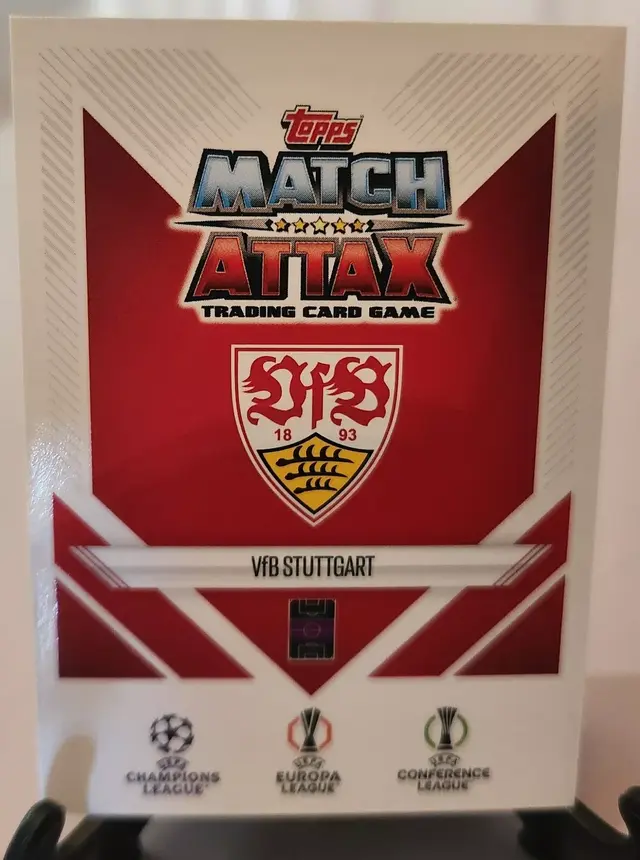 topps
MATCH
ATTAX
TRADING CARD GAME
VfB
18 93
VfB STUTTGART
UEFA
CHAMPIONS
LEAGUE
UEFA
EUROPA
LEAGUE
UEFA
CONFERENCE
LEAGUE